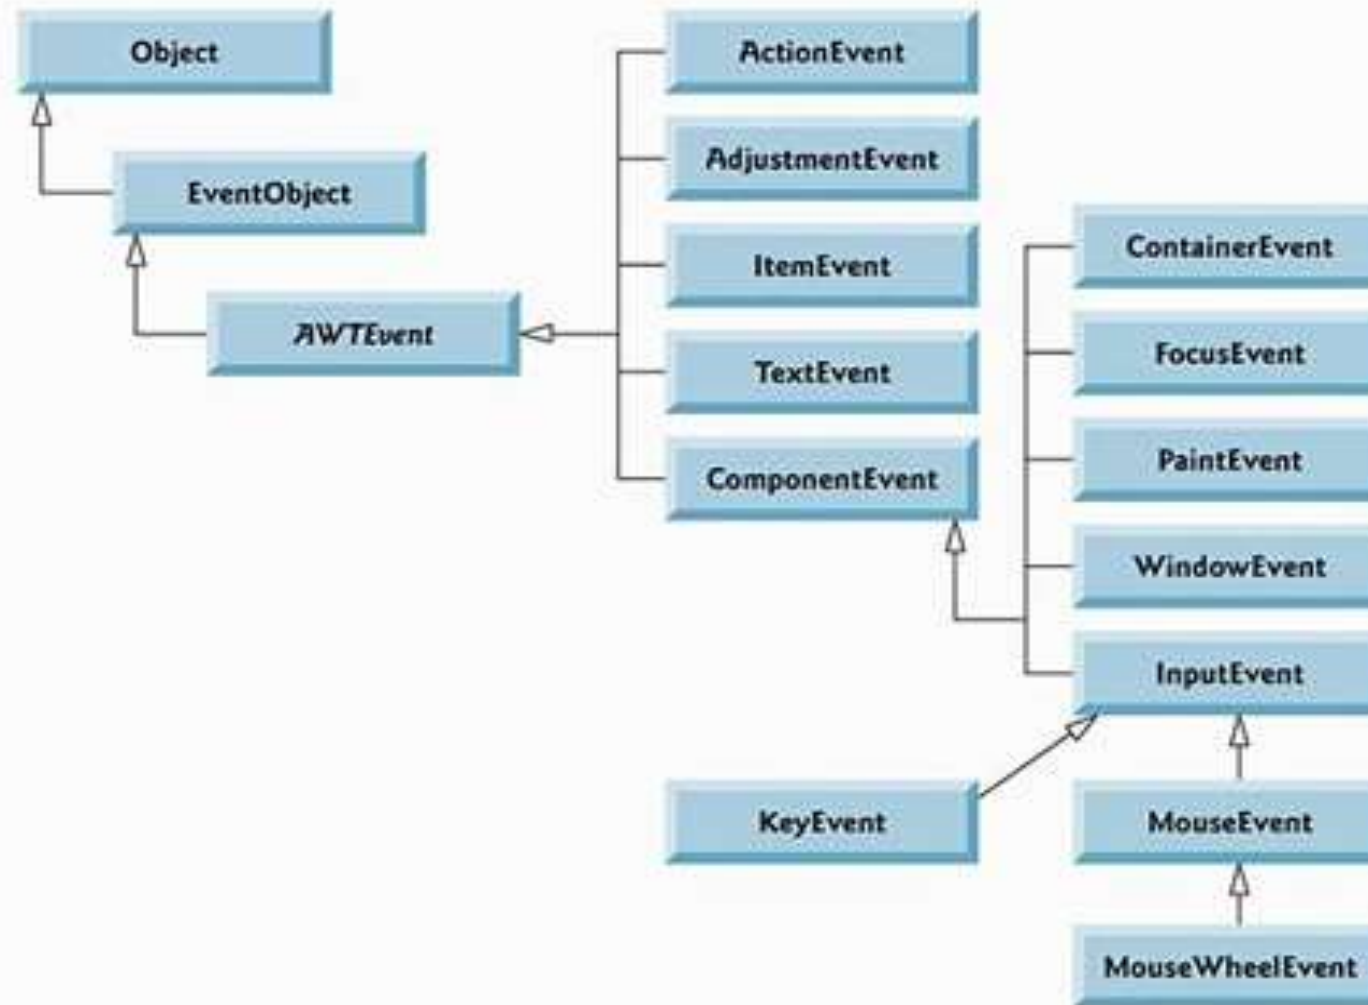 Object
EventObject
AWTEvent
ActionEvent
AdjustmentEvent
ItemEvent
TextEvent
ComponentEvent
ContainerEvent
FocusEvent
PaintEvent
WindowEvent
InputEvent
KeyEvent
MouseEvent
MouseWheelEvent